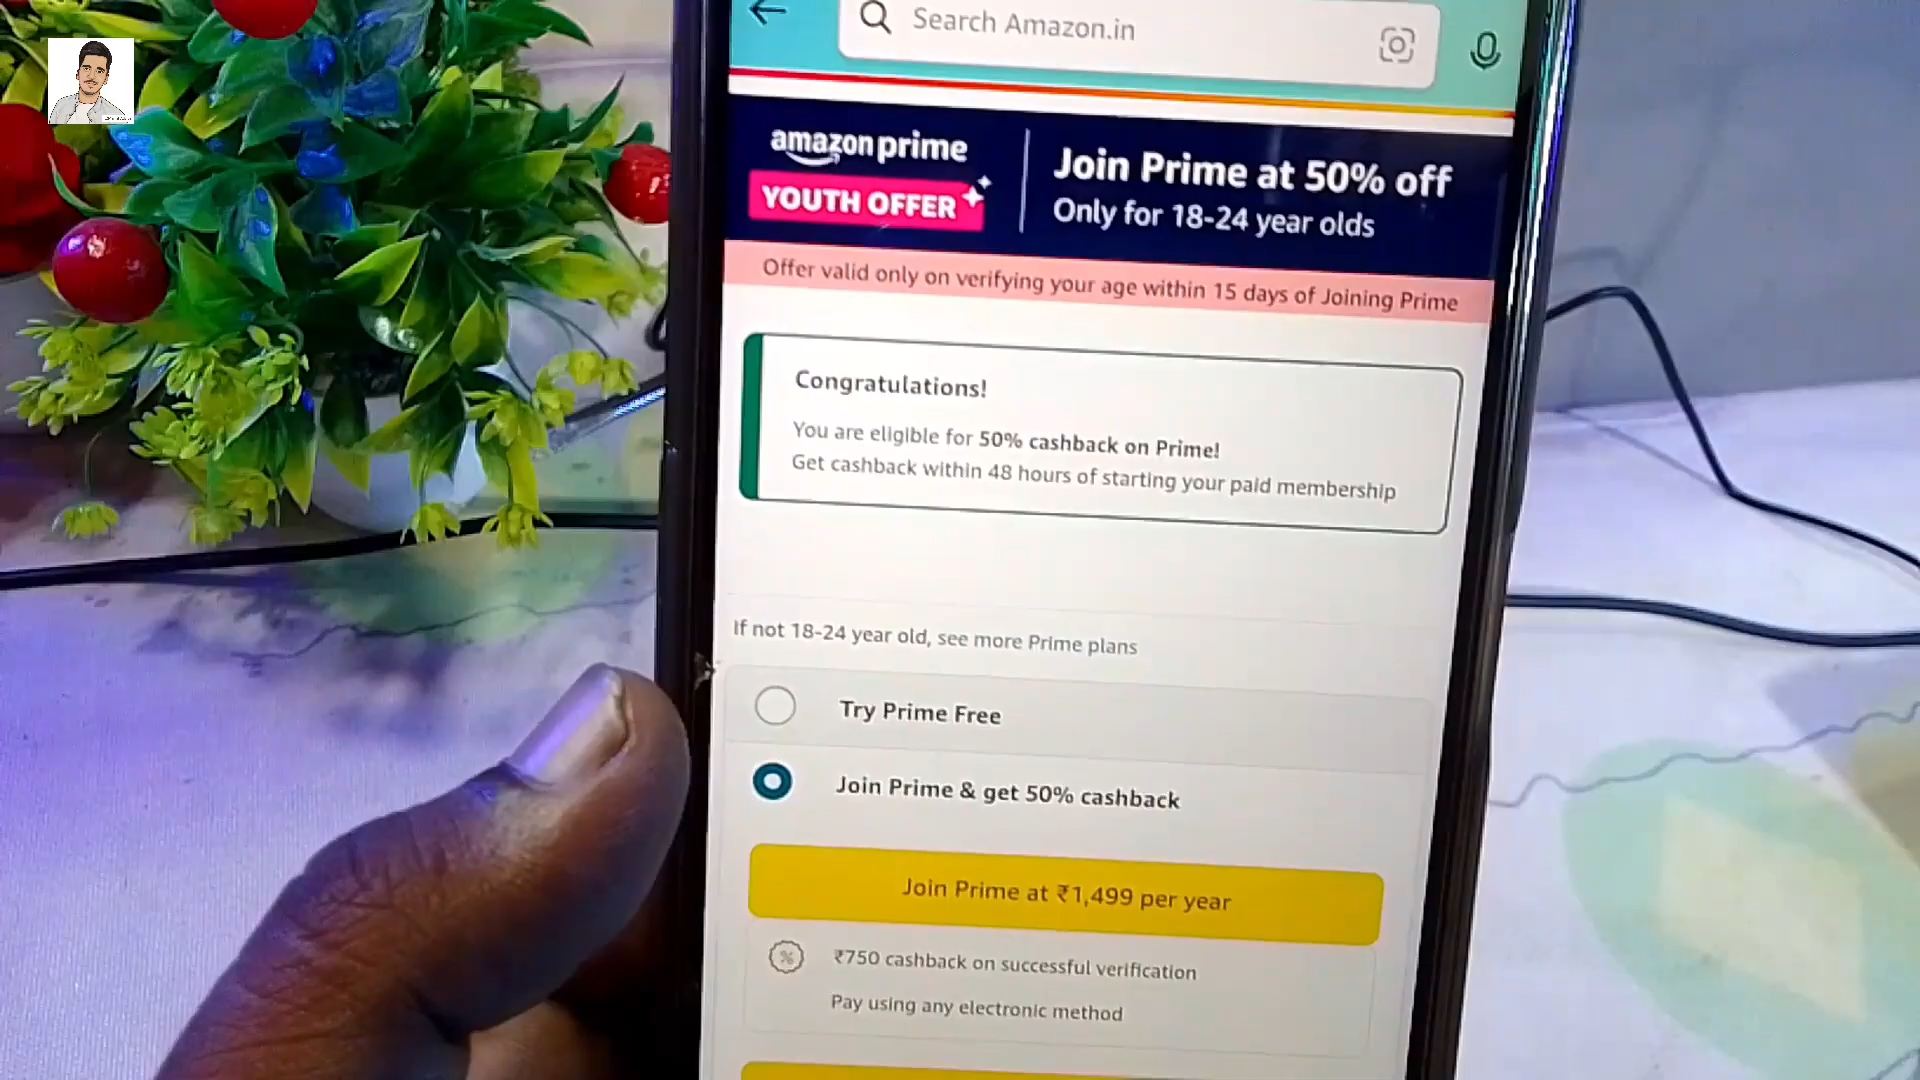 Search Amazon.in
amazon prime
YOUTH OFFER
Join Prime at 50% off
Only for 18-24 year olds
Offer valid only on verifying your age within 15 days of Joining Prime
Congratulations!
You are eligible for 50% cashback on Prime!
Get cashback within 48 hours of starting your paid membership
If not 18-24 year old, see more Prime plans
Try Prime Free
Join Prime & get 50% cashback
Join Prime at ₹1,499 per year
%
₹750 cashback on successful verification
Pay using any electronic method